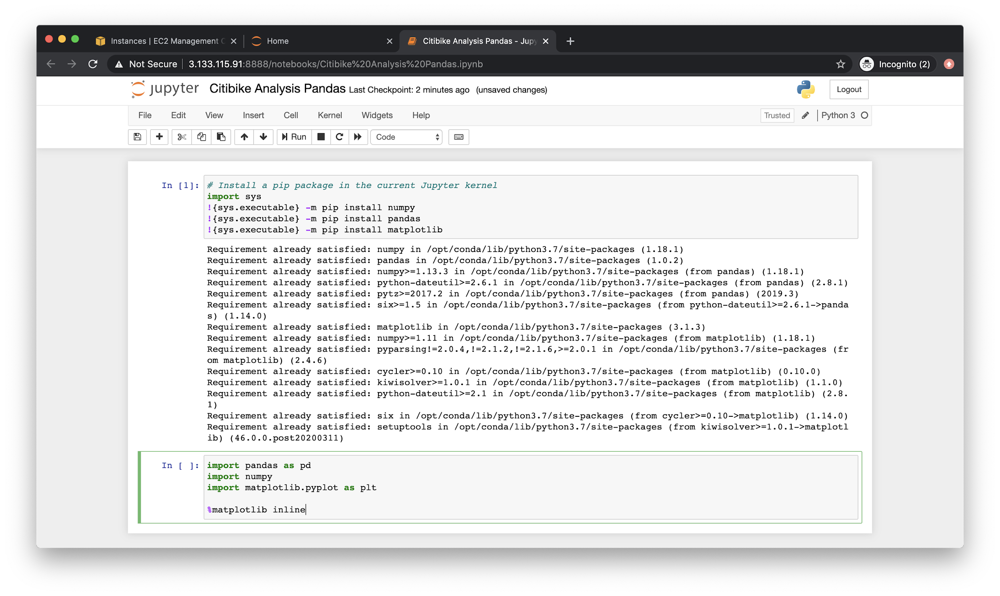 Instances | EC2 Management C
Home
Citibike Analysis Pandas - Jupy
Not Secure 3.133.115.91:8888/notebooks/Citibike%20Analysis%20Pandas.ipynb Incognito (2)
jupyter Citibike Analysis Pandas Last Checkpoint: 2 minutes ago (unsaved changes) Logout
File Edit View Insert Cell Kernel Widgets Help Trusted Python 3
Run Code
In [1]: # Install a pip package in the current Jupyter kernel
import sys
!{sys.executable} -m pip install numpy
!{sys.executable} -m pip install pandas
!{sys.executable} -m pip install matplotlib
Requirement already satisfied: numpy in /opt/conda/lib/python3.7/site-packages (1.18.1)
Requirement already satisfied: pandas in /opt/conda/lib/python3.7/site-packages (1.0.2)
Requirement already satisfied: numpy>=1.13.3 in /opt/conda/lib/python3.7/site-packages (from pandas) (1.18.1)
Requirement already satisfied: python-dateutil>=2.6.1 in /opt/conda/lib/python3.7/site-packages (from pandas) (2.8.1)
Requirement already satisfied: pytz>=2017.2 in /opt/conda/lib/python3.7/site-packages (from pandas) (2019.3)
Requirement already satisfied: six>=1.5 in /opt/conda/lib/python3.7/site-packages (from python-dateutil>=2.6.1->panda
s) (1.14.0)
Requirement already satisfied: matplotlib in /opt/conda/lib/python3.7/site-packages (3.1.3)
Requirement already satisfied: numpy>=1.11 in /opt/conda/lib/python3.7/site-packages (from matplotlib) (1.18.1)
Requirement already satisfied: pyparsing!=2.0.4,!=2.1.2,!=2.1.6,>=2.0.1 in /opt/conda/lib/python3.7/site-packages (fr
om matplotlib) (2.4.6)
Requirement already satisfied: cycler>=0.10 in /opt/conda/lib/python3.7/site-packages (from matplotlib) (0.10.0)
Requirement already satisfied: kiwisolver>=1.0.1 in /opt/conda/lib/python3.7/site-packages (from matplotlib) (1.1.0)
Requirement already satisfied: python-dateutil>=2.1 in /opt/conda/lib/python3.7/site-packages (from matplotlib) (2.8.
1)
Requirement already satisfied: six in /opt/conda/lib/python3.7/site-packages (from cycler>=0.10->matplotlib) (1.14.0)
Requirement already satisfied: setuptools in /opt/conda/lib/python3.7/site-packages (from kiwisolver>=1.0.1->matplotl
ib) (46.0.0.post20200311)
In [ ]: import pandas as pd
import numpy
import matplotlib.pyplot as plt
%matplotlib inline